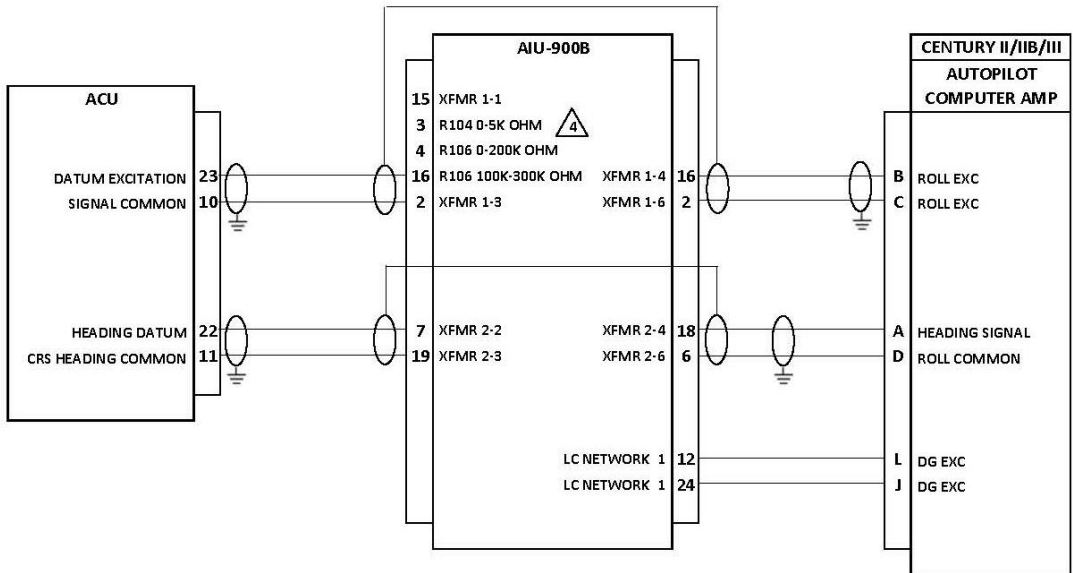 AIU-900B
CENTURY II/IIB/III
AUTOPILOT
COMPUTER AMP
ACU
15 XFMR 1-1
3 R104 0-5K OHM 4
4 R106 0-200K OHM
DATUM EXCITATION 23 16 R106 100K-300K OHM XFMR 1-4 16 B ROLL EXC
SIGNAL COMMON 10 2 XFMR 1-3 XFMR 1-6 2 C ROLL EXC
HEADING DATUM 22 7 XFMR 2-2 XFMR 2-4 18 A HEADING SIGNAL
CRS HEADING COMMON 11 19 XFMR 2-3 XFMR 2-6 6 D ROLL COMMON
LC NETWORK 1 12 L DG EXC
LC NETWORK 1 24 J DG EXC